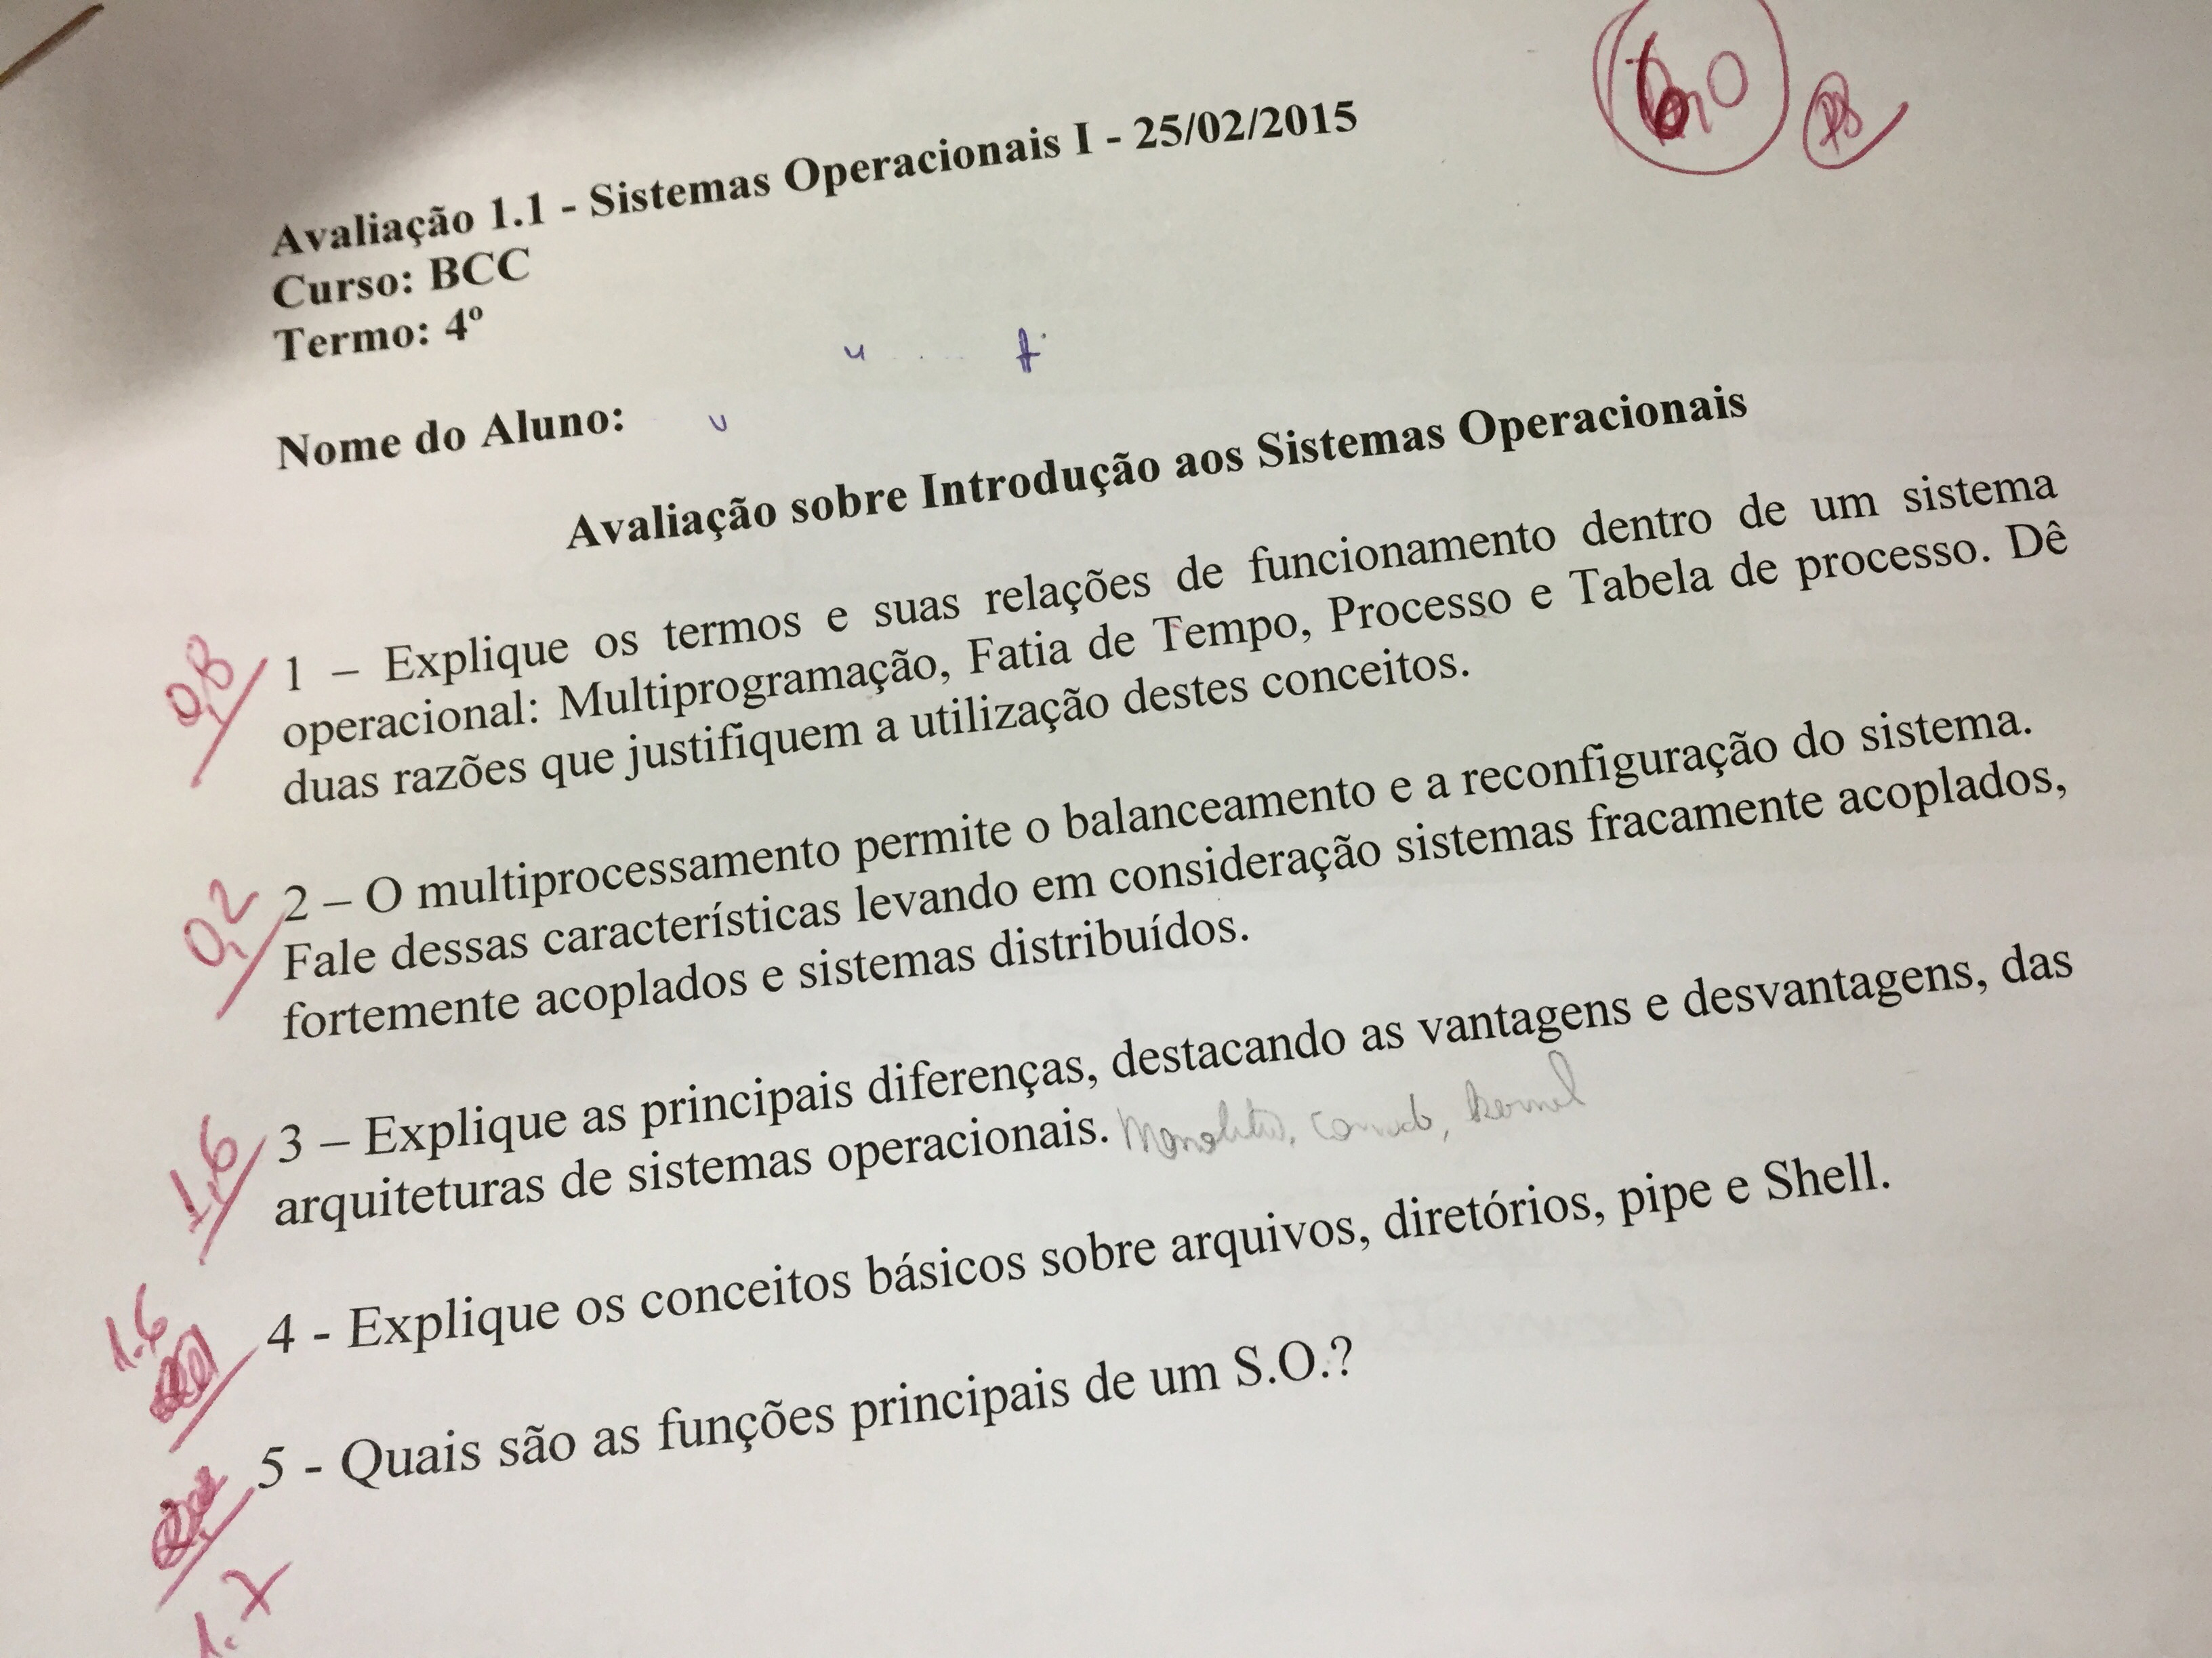 6,0
Avaliação 1.1 - Sistemas Operacionais I - 25/02/2015
Curso: BCC
Termo: 4º
Nome do Aluno:
Avaliação sobre Introdução aos Sistemas Operacionais
0,8
1 – Explique os termos e suas relações de funcionamento dentro de um sistema
operacional: Multiprogramação, Fatia de Tempo, Processo e Tabela de processo. Dê
duas razões que justifiquem a utilização destes conceitos.
0,2
2 – O multiprocessamento permite o balanceamento e a reconfiguração do sistema.
Fale dessas características levando em consideração sistemas fracamente acoplados,
fortemente acoplados e sistemas distribuídos.
1,6
3 – Explique as principais diferenças, destacando as vantagens e desvantagens, das
arquiteturas de sistemas operacionais. kernel
1.6
4 - Explique os conceitos básicos sobre arquivos, diretórios, pipe e Shell.
5 - Quais são as funções principais de um S.O.?
1.7